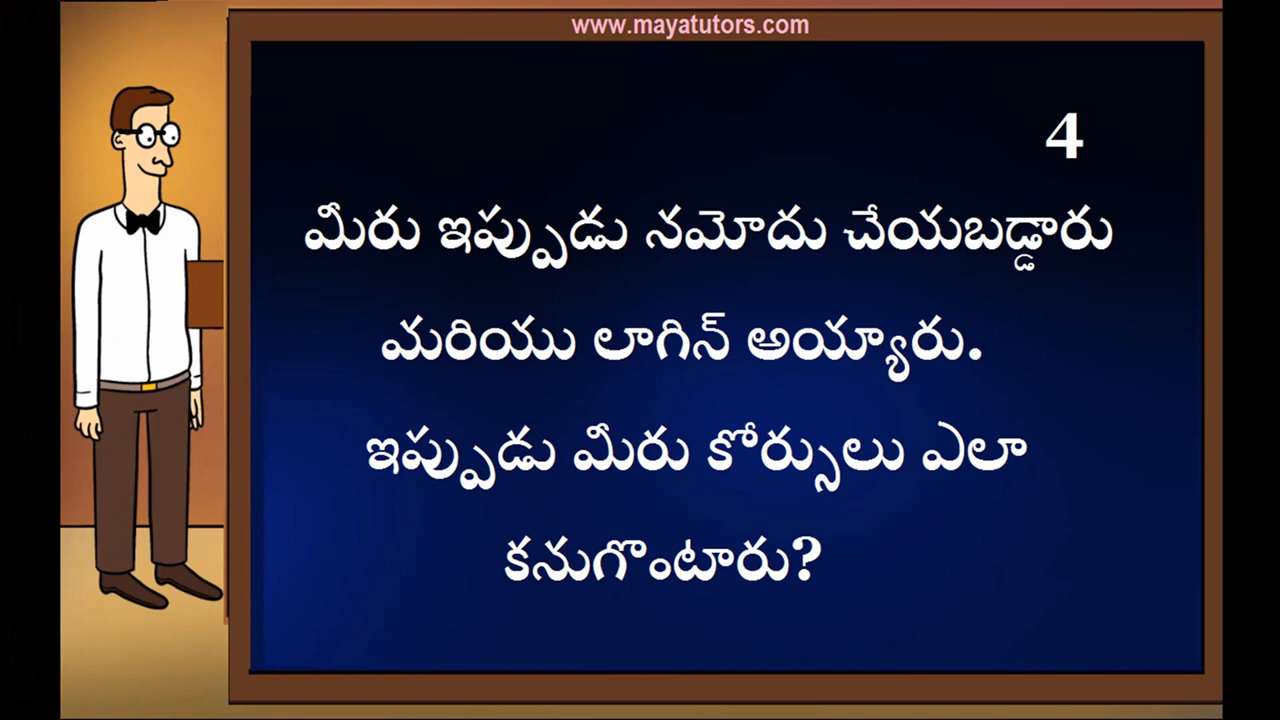 www.mayatutors.com
4
మీరు ఇప్పుడు నమోదు చేయబడ్డారు
మరియు లాగిన్ అయ్యారు.
ఇప్పుడు మీరు కోర్సులు ఎలా
కనుగొంటారు?